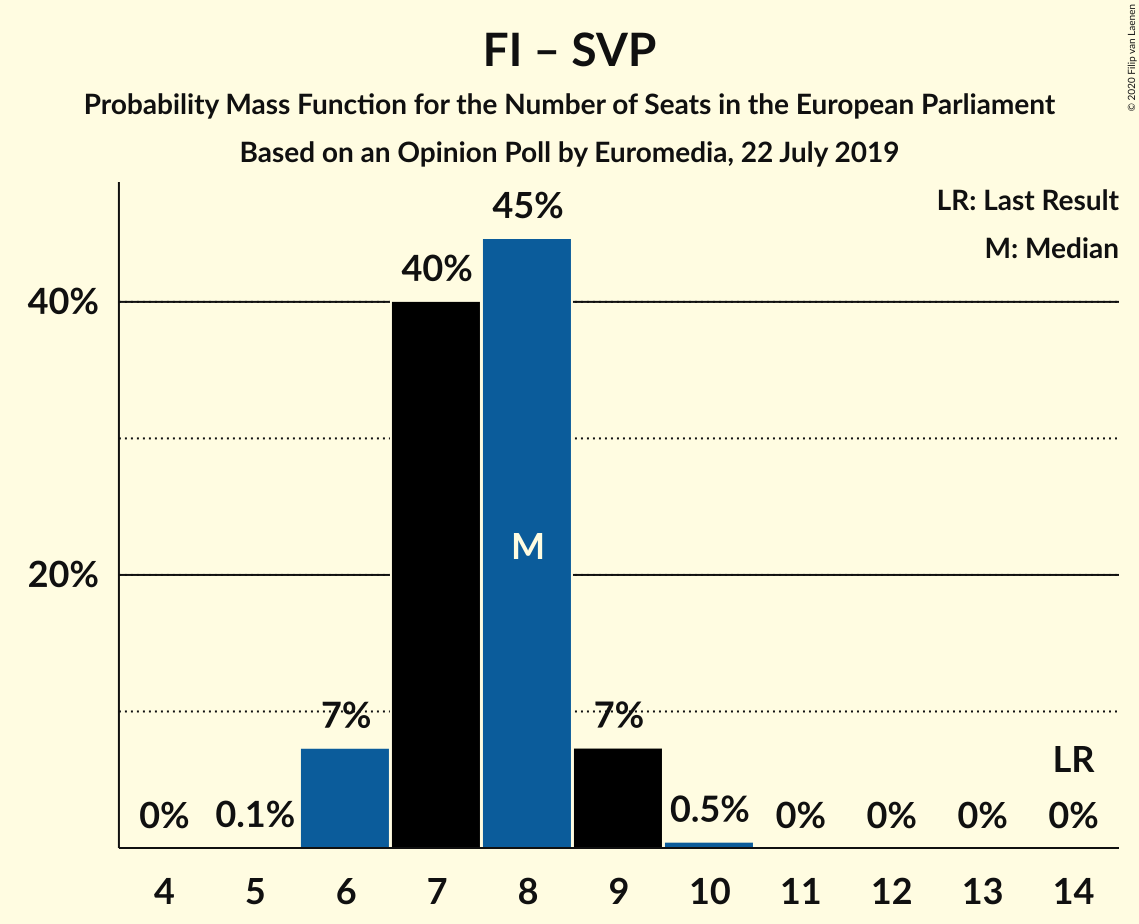 FI – SVP
Probability Mass Function for the Number of Seats in the European Parliament
Based on an Opinion Poll by Euromedia, 22 July 2019
© 2020 Filip van Laenen
LR: Last Result
M: Median
45%
40%
40%
M
20%
7%
7%
LR
0%
0.1%
0.5%
0%
0%
0%
0%
4 5 6 7 8 9 10 11 12 13 14